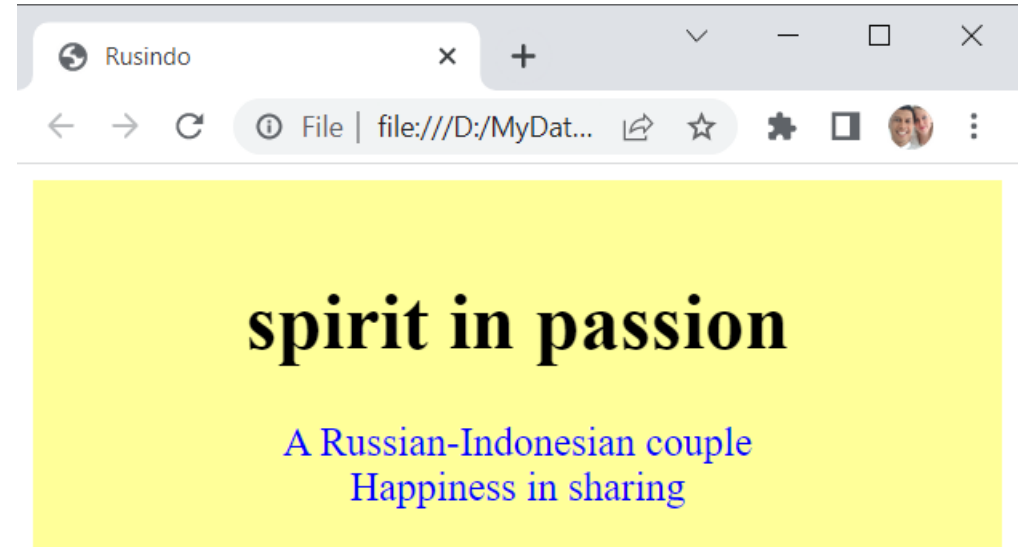 Rusindo
File | file:///D:/MyDat...
spirit in passion
A Russian-Indonesian couple
Happiness in sharing